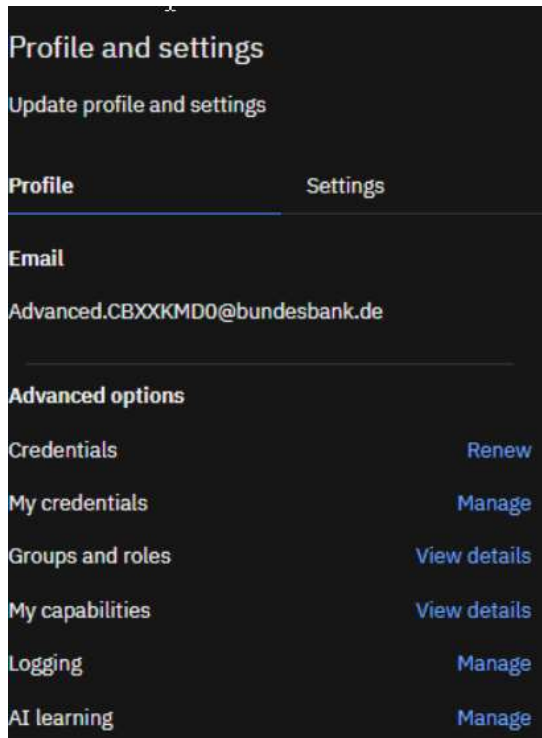 Profile and settings
Update profile and settings
Profile Settings
Email
Advanced.CBXXKMD0@bundesbank.de
Advanced options
Credentials Renew
My credentials Manage
Groups and roles View details
My capabilities View details
Logging Manage
AI learning Manage